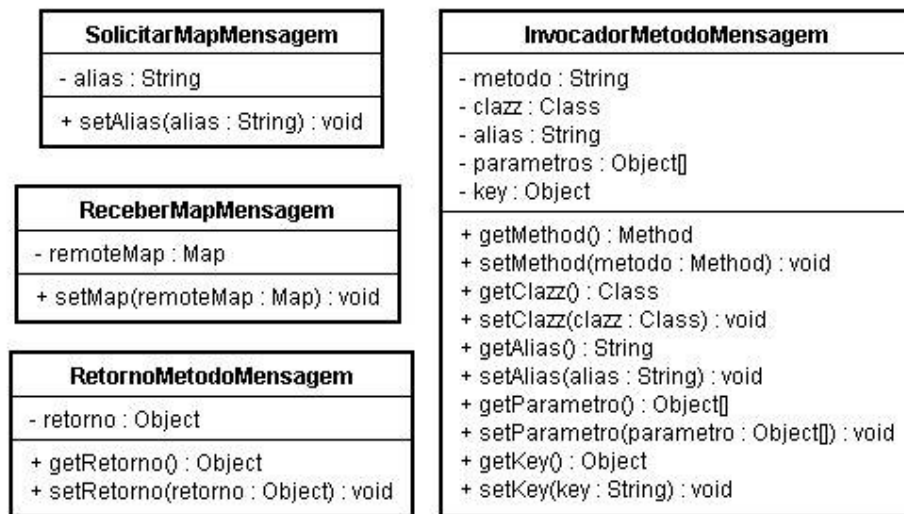 SolicitarMapMensagem
- alias : String
+ setAlias(alias : String) : void
ReceberMapMensagem
- remoteMap : Map
+ setMap(remoteMap : Map) : void
RetornoMetodoMensagem
- retorno : Object
+ getRetorno() : Object
+ setRetorno(retorno : Object) : void
InvocadorMetodoMensagem
- metodo : String
- clazz : Class
- alias : String
- parametros : Object[]
- key : Object
+ getMethod() : Method
+ setMethod(metodo : Method) : void
+ getClazz() : Class
+ setClazz(clazz : Class) : void
+ getAlias() : String
+ setAlias(alias : String) : void
+ getParametro() : Object[]
+ setParametro(parametro : Object[]) : void
+ getKey() : Object
+ setKey(key : String) : void